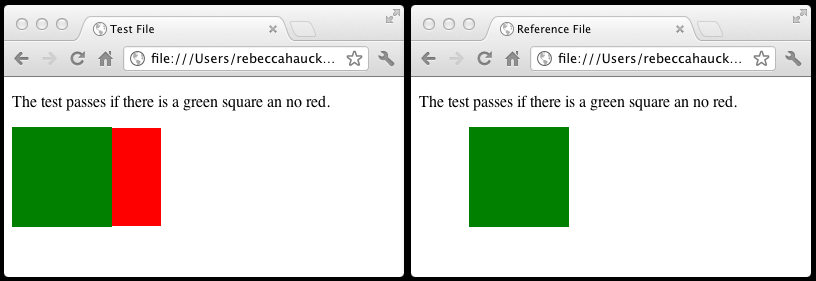 Test File
file:///Users/rebeccahauck...
The test passes if there is a green square an no red.
Reference File
file:///Users/rebeccahauck...
The test passes if there is a green square an no red.